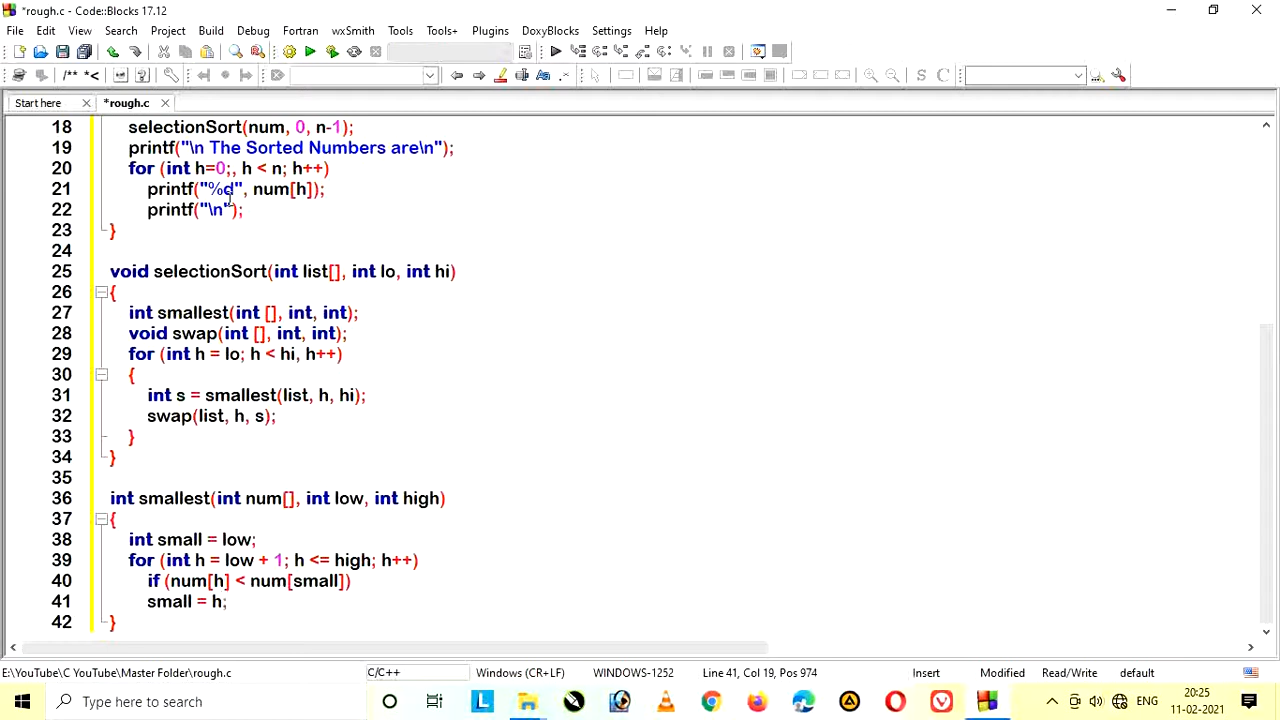 *rough.c - Code::Blocks 17.12
File Edit View Search Project Build Debug Fortran wxSmith Tools Tools+ Plugins DoxyBlocks Settings Help
/** *<
S C
Start here *rough.c
18 selectionSort(num, 0, n-1);
19 printf("\n The Sorted Numbers are\n");
20 for (int h=0;, h < n; h++)
21 printf("%d", num[h]);
22 printf("\n");
23 }
24
25 void selectionSort(int list[], int lo, int hi)
26 {
27 int smallest(int [], int, int);
28 void swap(int [], int, int);
29 for (int h = lo; h < hi, h++)
30 {
31 int s = smallest(list, h, hi);
32 swap(list, h, s);
33 }
34 }
35
36 int smallest(int num[], int low, int high)
37 {
38 int small = low;
39 for (int h = low + 1; h <= high; h++)
40 if (num[h] < num[small])
41 small = h;
42 }
E:\YouTube\C YouTube\Master Folder\rough.c C/C++ Windows (CR+LF) WINDOWS-1252 Line 41, Col 19, Pos 974 Insert Modified Read/Write default
Type here to search
ENG
20:25
11-02-2021